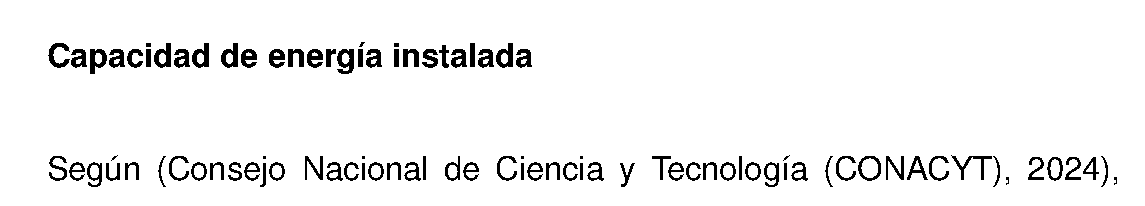 Capacidad de energía instalada
Según (Consejo Nacional de Ciencia y Tecnología (CONACYT), 2024),